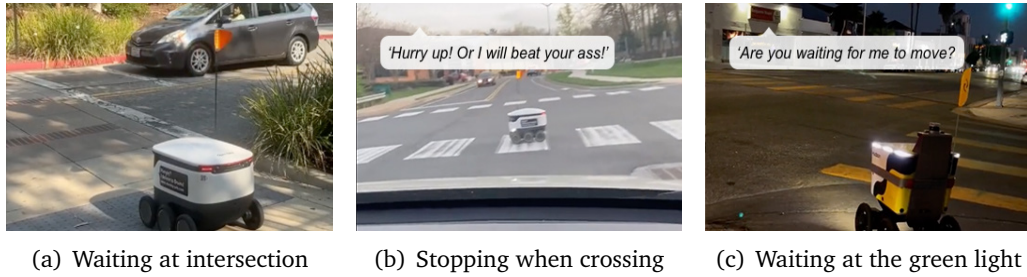 'Hurry up! Or I will beat your ass!'
'Are you waiting for me to move?'
(a) Waiting at intersection
(b) Stopping when crossing
(c) Waiting at the green light